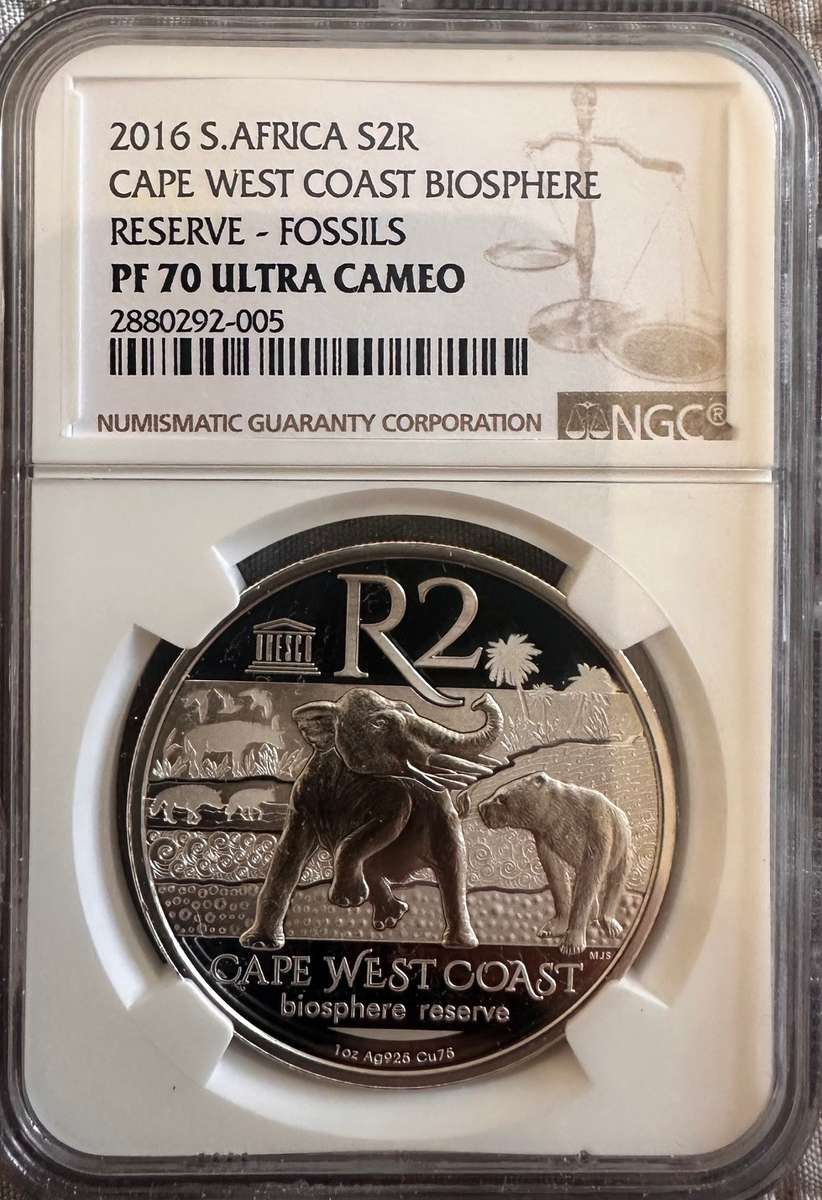 2016 S.AFRICA S2R
CAPE WEST COAST BIOSPHERE
RESERVE - FOSSILS
PF 70 ULTRA CAMEO
2880292-005
NUMISMATIC GUARANTY CORPORATION
NGC®
R2
UNESCO
MJS
CAPE WEST COAST
biosphere reserve
1oz Ag925 Cu75